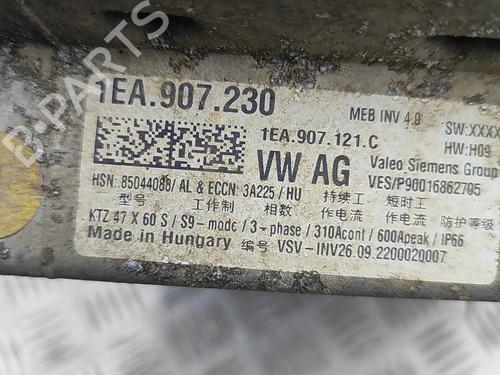 B-PARTS
1EA.907.230
MEB INV 4.0
SW:XXXX
1EA.907.121.C
HW:H09
VW AG
Valeo Siemens Group
VES/P90016862705
HSN: 85044088/ AL & ECCN: 3A225 / HU
型号 工作制 相数 持续工作电流 短时工作电流 防护等级
KTZ 47 X 60 S / S9-mode / 3-phase / 310Acont / 600Apeak / IP66
Made in Hungary 编号 VSV-INV26.09.2200020007